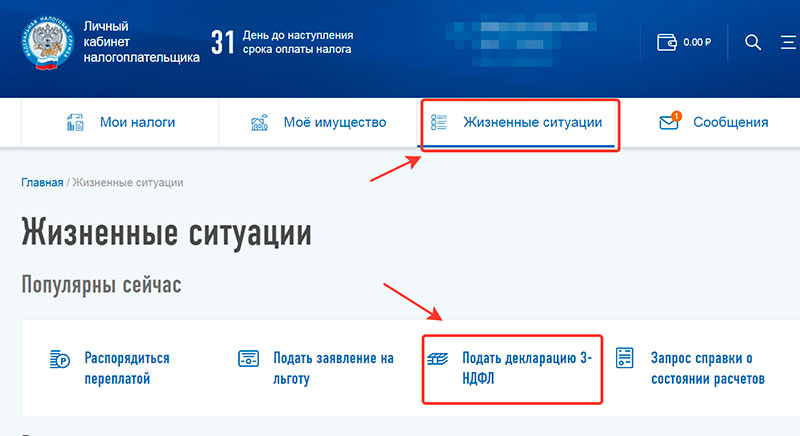 Личный
кабинет
налогоплательщика
31
День до наступления
срока оплаты налога
0.00 ₽
Мои налоги
Моё имущество
Жизненные ситуации
1
Сообщения
Главная / Жизненные ситуации
Жизненные ситуации
Популярны сейчас
Распорядиться
переплатой
Подать заявление на
льготу
Подать декларацию 3-
НДФЛ
Запрос справки о
состоянии расчетов